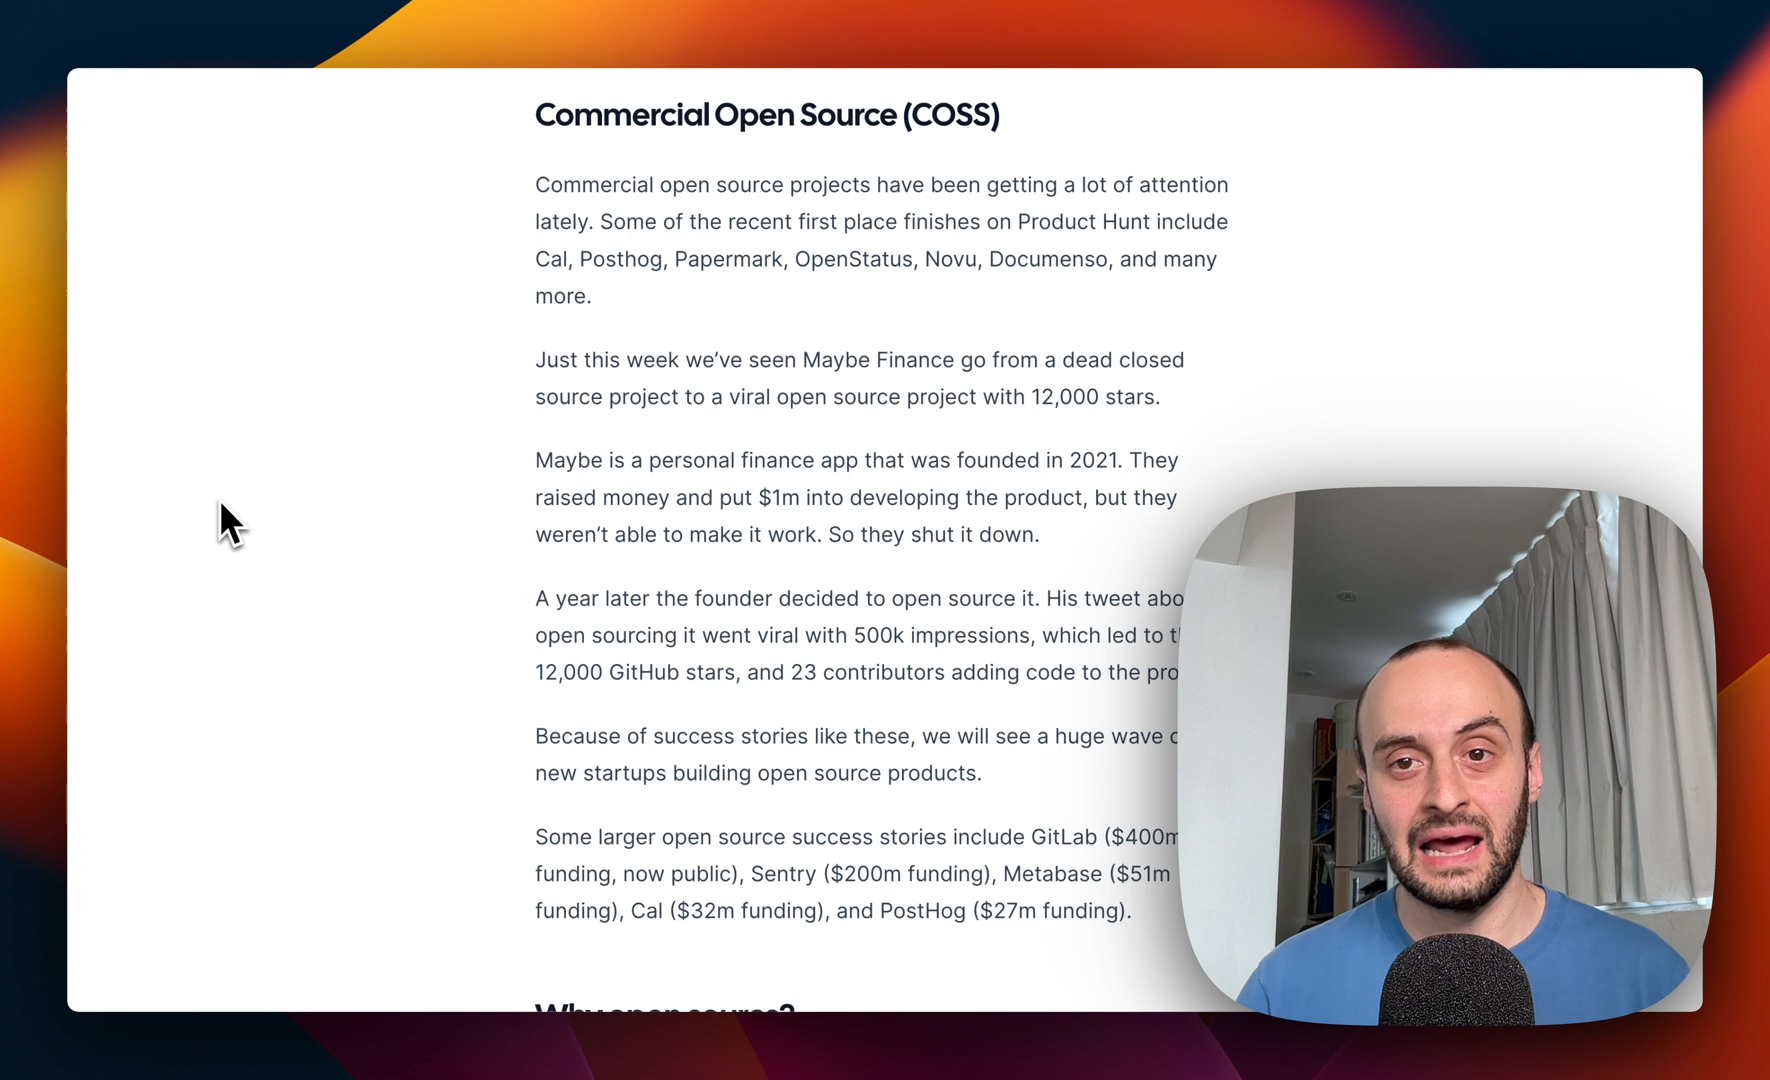 Commercial Open Source (COSS)
Commercial open source projects have been getting a lot of attention
lately. Some of the recent first place finishes on Product Hunt include
Cal, Posthog, Papermark, OpenStatus, Novu, Documenso, and many
more.
Just this week we’ve seen Maybe Finance go from a dead closed
source project to a viral open source project with 12,000 stars.
Maybe is a personal finance app that was founded in 2021. They
raised money and put $1m into developing the product, but they
weren’t able to make it work. So they shut it down.
A year later the founder decided to open source it. His tweet abo
open sourcing it went viral with 500k impressions, which led to
12,000 GitHub stars, and 23 contributors adding code to the pro
Because of success stories like these, we will see a huge wave
new startups building open source products.
Some larger open source success stories include GitLab ($400m
funding, now public), Sentry ($200m funding), Metabase ($51m
funding), Cal ($32m funding), and PostHog ($27m funding).
Why open source?